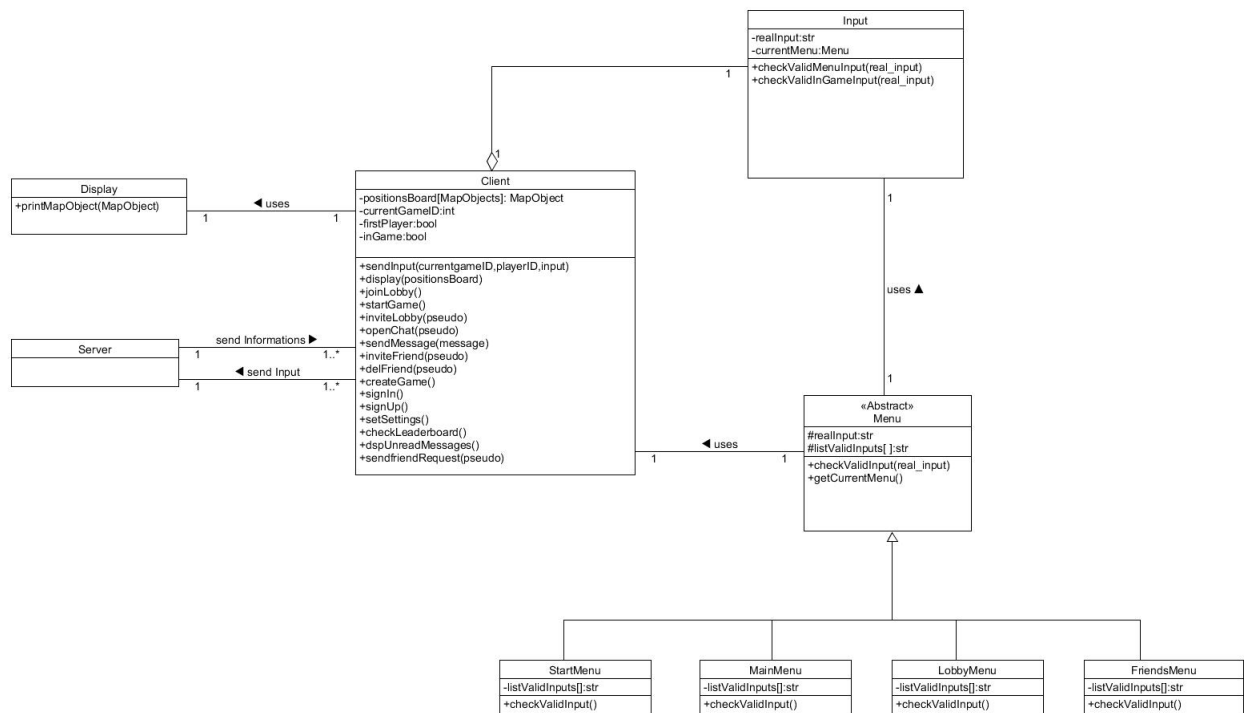 Input
-realInput:str
-currentMenu:Menu
+checkValidMenuInput(real_input)
+checkValidInGameInput(real_input)
1
1
Display
+printMapObject(MapObject)
◄ uses
1
1
Client
-positionsBoard[MapObjects]: MapObject
-currentGameID:int
-firstPlayer:bool
-inGame:bool
+sendInput(currentgameID,playerID,input)
+display(positionsBoard)
+joinLobby()
+startGame()
+inviteLobby(pseudo)
+openChat(pseudo)
+sendMessage(message)
+inviteFriend(pseudo)
+delFriend(pseudo)
+createGame()
+signIn()
+signUp()
+setSettings()
+checkLeaderboard()
+dspUnreadMessages()
+sendfriendRequest(pseudo)
Server
send Informations ►
1
1..*
◄ send Input
1
1..*
1
uses ▲
1
«Abstract»
Menu
#realInput:str
#listValidInputs[ ]:str
+checkValidInput(real_input)
+getCurrentMenu()
◄ uses
1
1
StartMenu
-listValidInputs[]:str
+checkValidInput()
MainMenu
-listValidInputs[]:str
+checkValidInput()
LobbyMenu
-listValidInputs[]:str
+checkValidInput()
FriendsMenu
-listValidInputs[]:str
+checkValidInput()